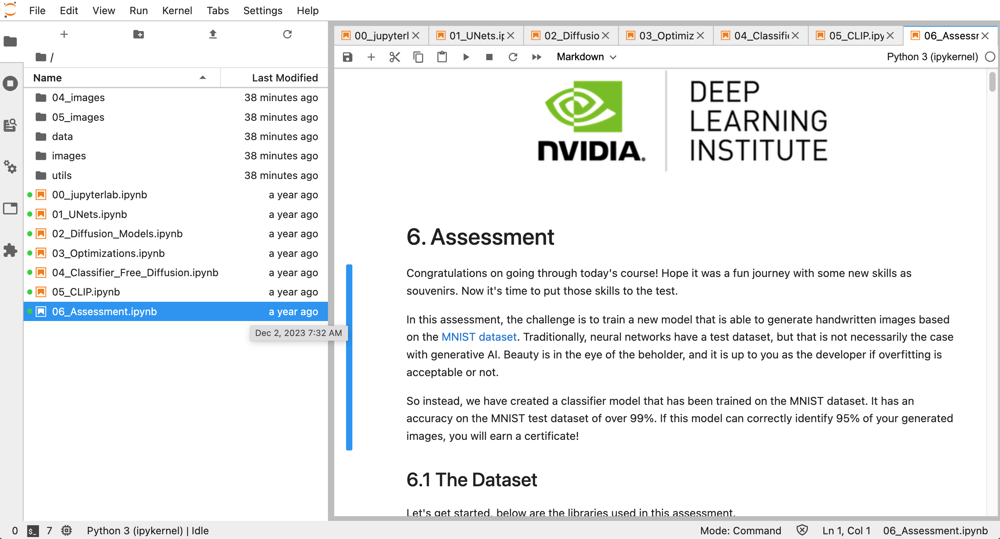 File Edit View Run Kernel Tabs Settings Help
/
Name Last Modified
04_images 38 minutes ago
05_images 38 minutes ago
data 38 minutes ago
images 38 minutes ago
utils 38 minutes ago
00_jupyterlab.ipynb a year ago
01_UNets.ipynb a year ago
02_Diffusion_Models.ipynb a year ago
03_Optimizations.ipynb a year ago
04_Classifier_Free_Diffusion.ipynb a year ago
05_CLIP.ipynb a year ago
06_Assessment.ipynb a year ago
Dec 2, 2023 7:32 AM
00_jupyterl 01_UNets.ip 02_Diffusio 03_Optimiz 04_Classifie 05_CLIP.ipy 06_Assessr
Markdown Python 3 (ipykernel)
NVIDIA.
DEEP
LEARNING
INSTITUTE
6. Assessment
Congratulations on going through today's course! Hope it was a fun journey with some new skills as
souvenirs. Now it's time to put those skills to the test.
In this assessment, the challenge is to train a new model that is able to generate handwritten images based
on the MNIST dataset. Traditionally, neural networks have a test dataset, but that is not necessarily the case
with generative AI. Beauty is in the eye of the beholder, and it is up to you as the developer if overfitting is
acceptable or not.
So instead, we have created a classifier model that has been trained on the MNIST dataset. It has an
accuracy on the MNIST test dataset of over 99%. If this model can correctly identify 95% of your generated
images, you will earn a certificate!
6.1 The Dataset
Let's get started, below are the libraries used in this assessment.
0 $_ 7 Python 3 (ipykernel) | Idle Mode: Command Ln 1, Col 1 06_Assessment.ipynb